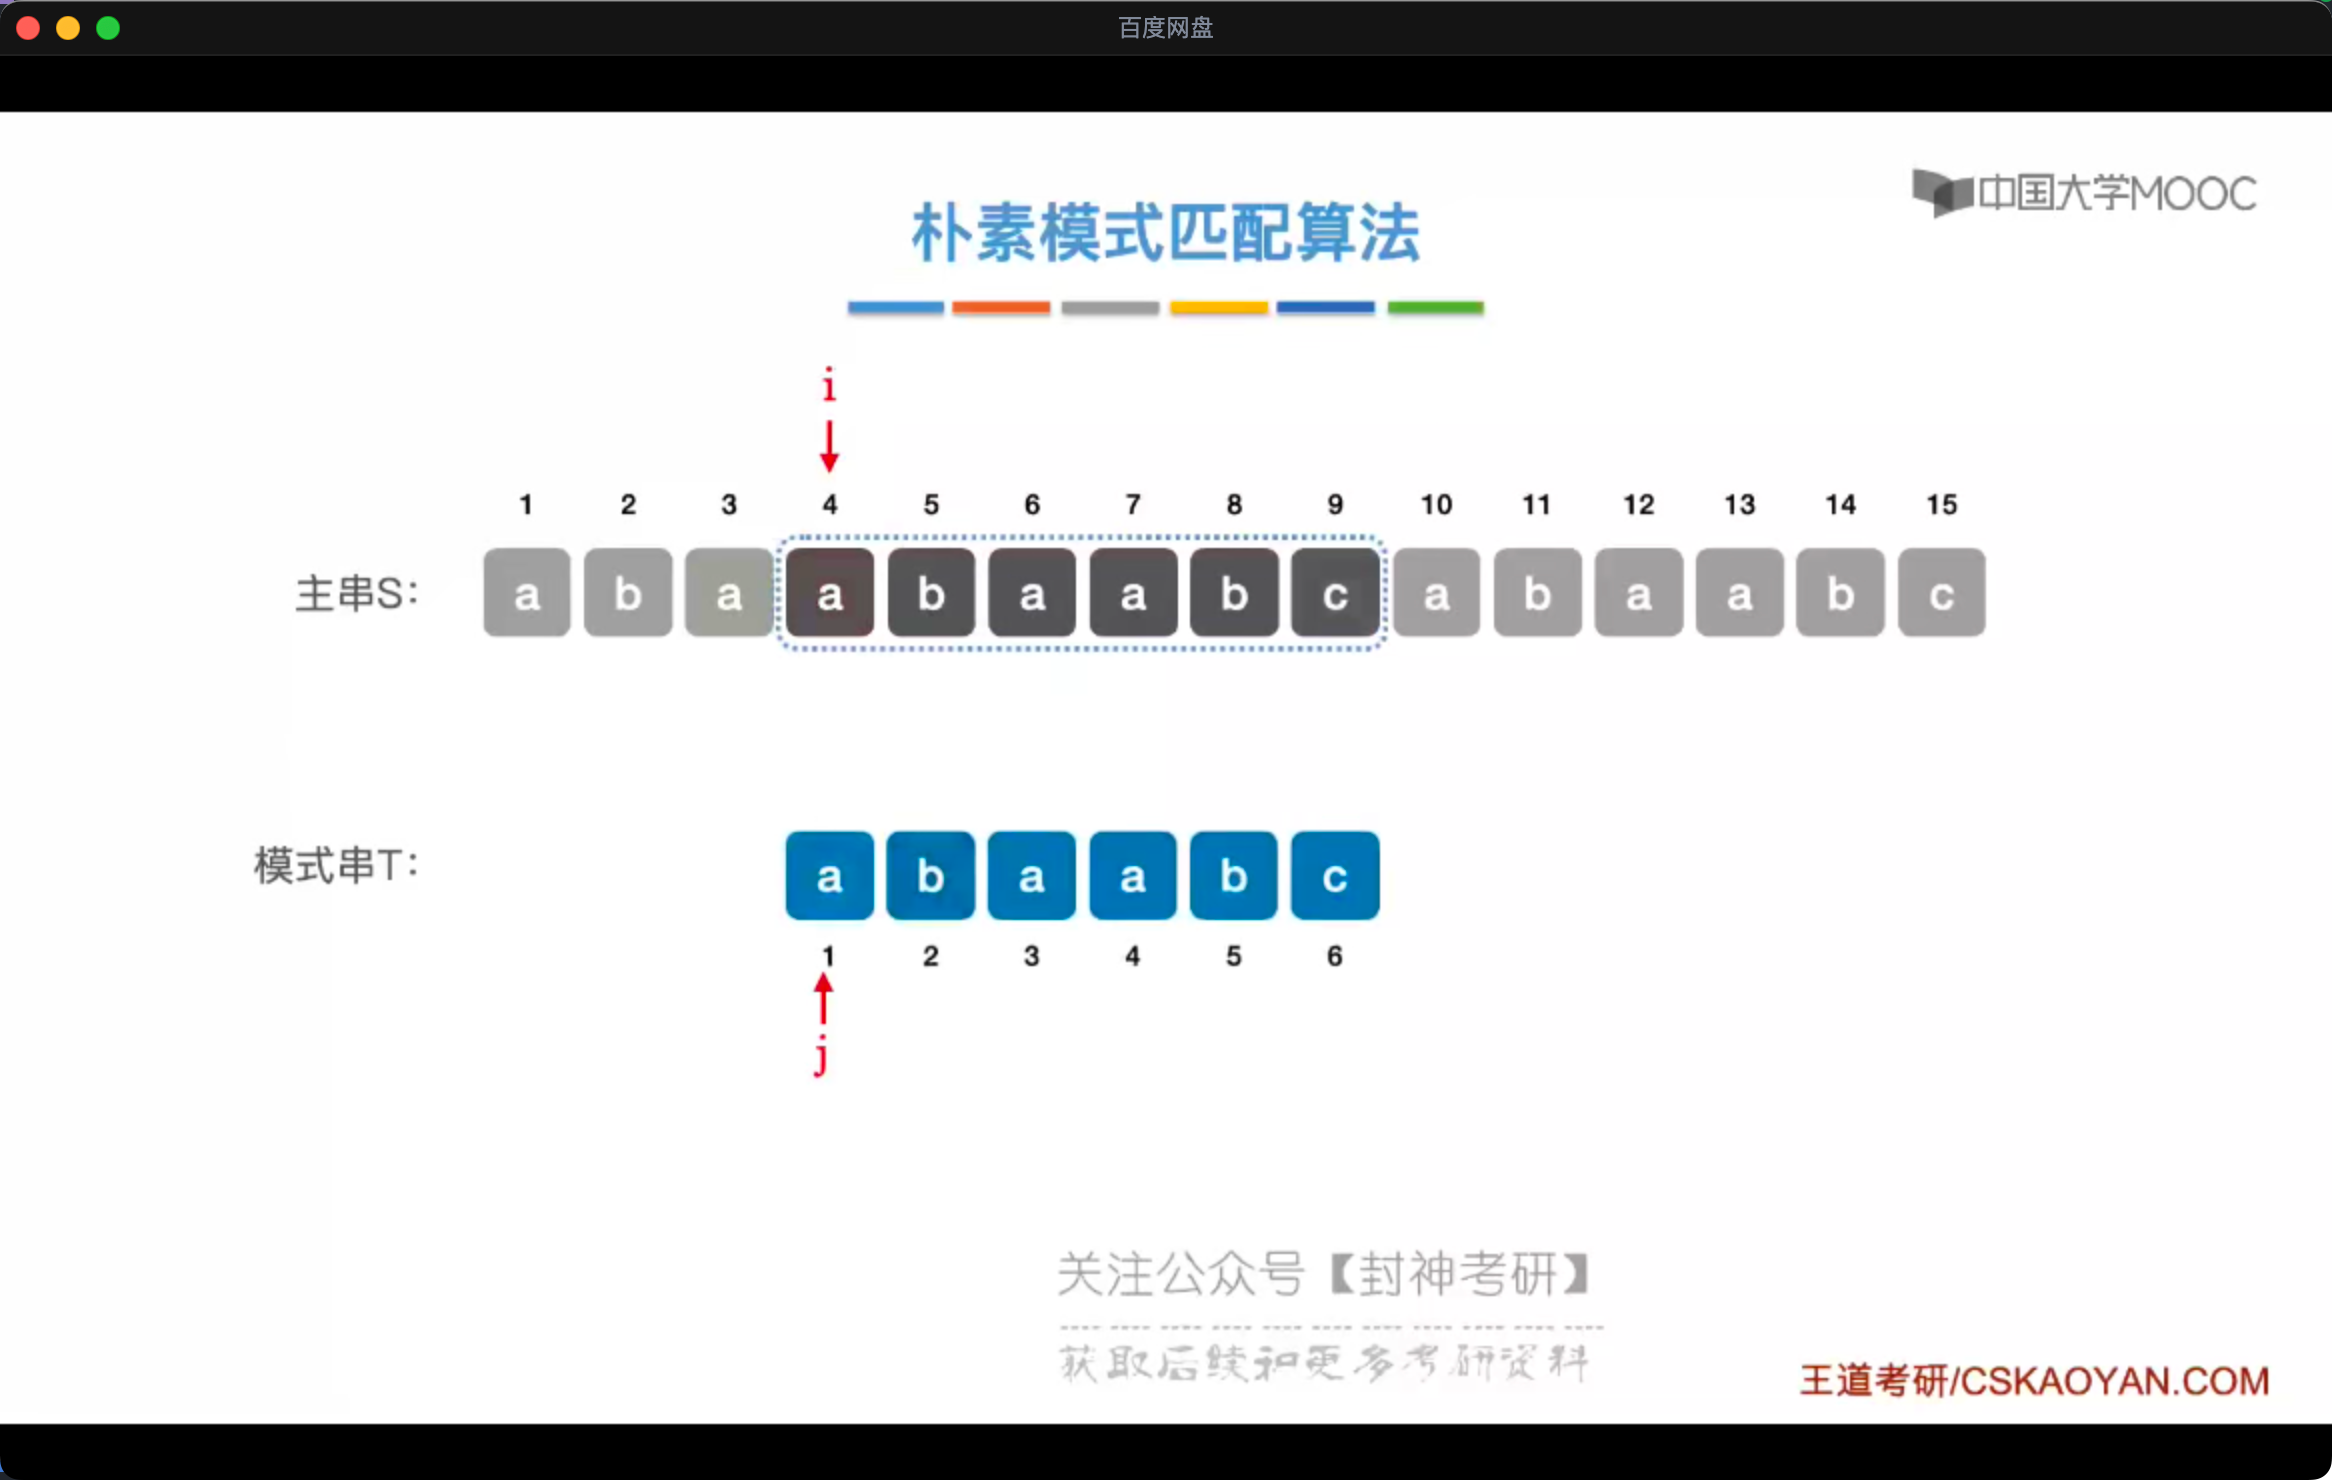 百度网盘
中国大学MOOC
朴素模式匹配算法
i
1 2 3 4 5 6 7 8 9 10 11 12 13 14 15
主串S: a b a a b a a b c a b a a b c
模式串T: a b a a b c
1 2 3 4 5 6
j
关注公众号【封神考研】
获取后续和更多考研资料
王道考研/CSKAOYAN.COM